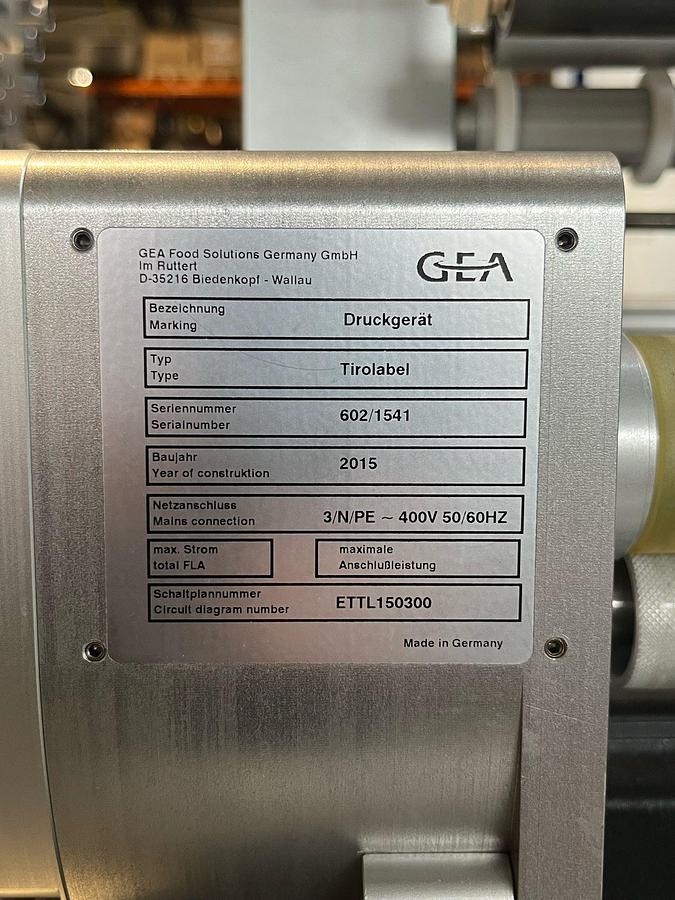 GEA Food Solutions Germany GmbH
Im Ruttert
D-35216 Biedenkopf - Wallau
GEA
Bezeichnung
Marking
Druckgerät
Typ
Type
Tirolabel
Seriennummer
Serialnumber
602/1541
Baujahr
Year of construktion
2015
Netzanschluss
Mains connection
3/N/PE ~ 400V 50/60HZ
max. Strom
total FLA
maximale
Anschlußleistung
Schaltplannummer
Circuit diagram number
ETTL150300
Made in Germany